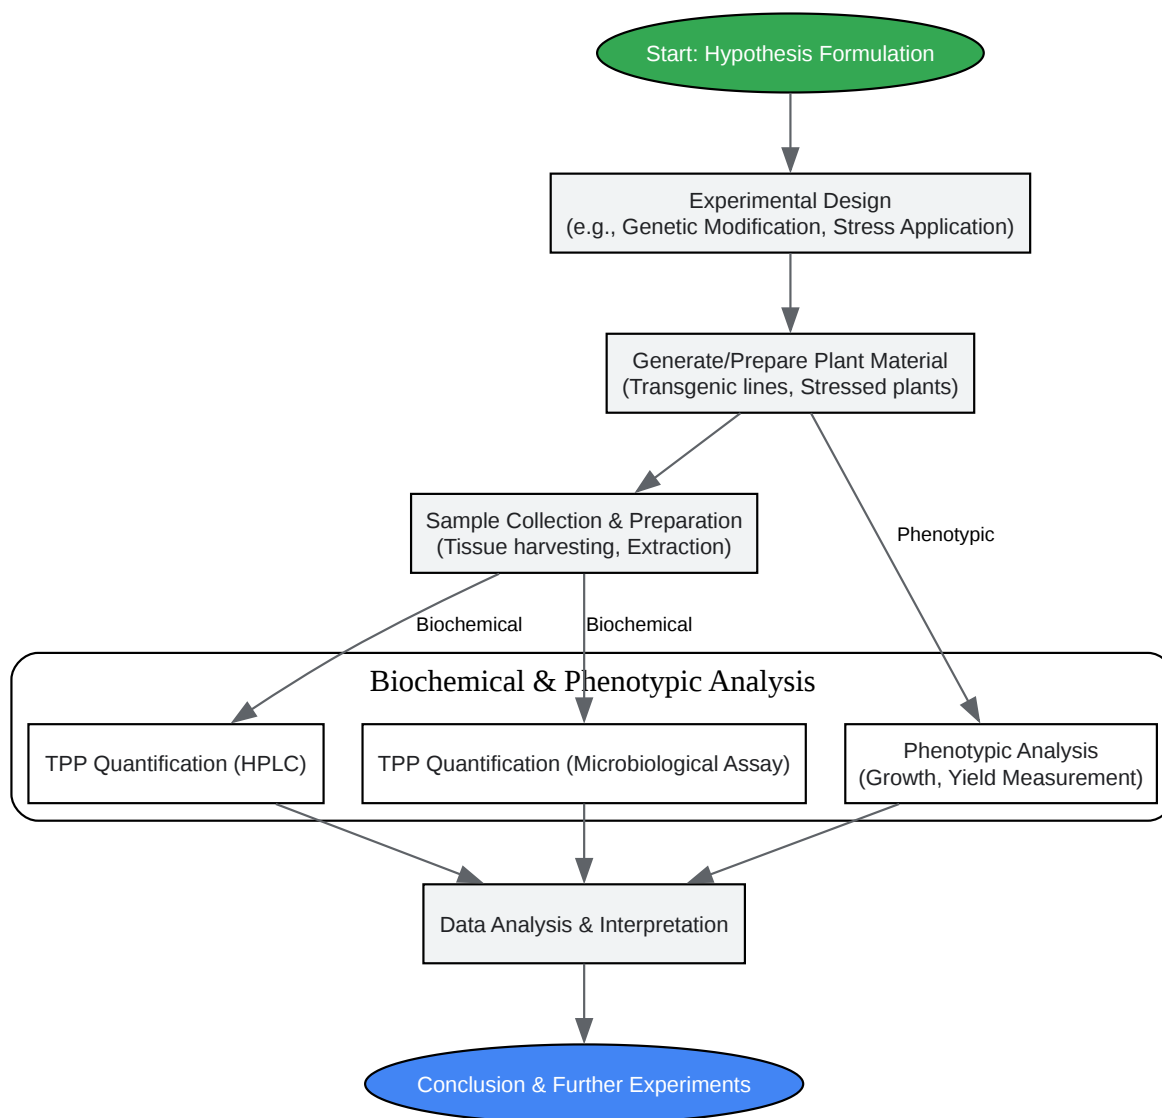 Start: Hypothesis Formulation
Experimental Design
(e.g., Genetic Modification, Stress Application)
Generate/Prepare Plant Material
(Transgenic lines, Stressed plants)
Sample Collection & Preparation
(Tissue harvesting, Extraction)
Phenotypic
Biochemical
Biochemical
Biochemical & Phenotypic Analysis
TPP Quantification (HPLC)
TPP Quantification (Microbiological Assay)
Phenotypic Analysis
(Growth, Yield Measurement)
Data Analysis & Interpretation
Conclusion & Further Experiments